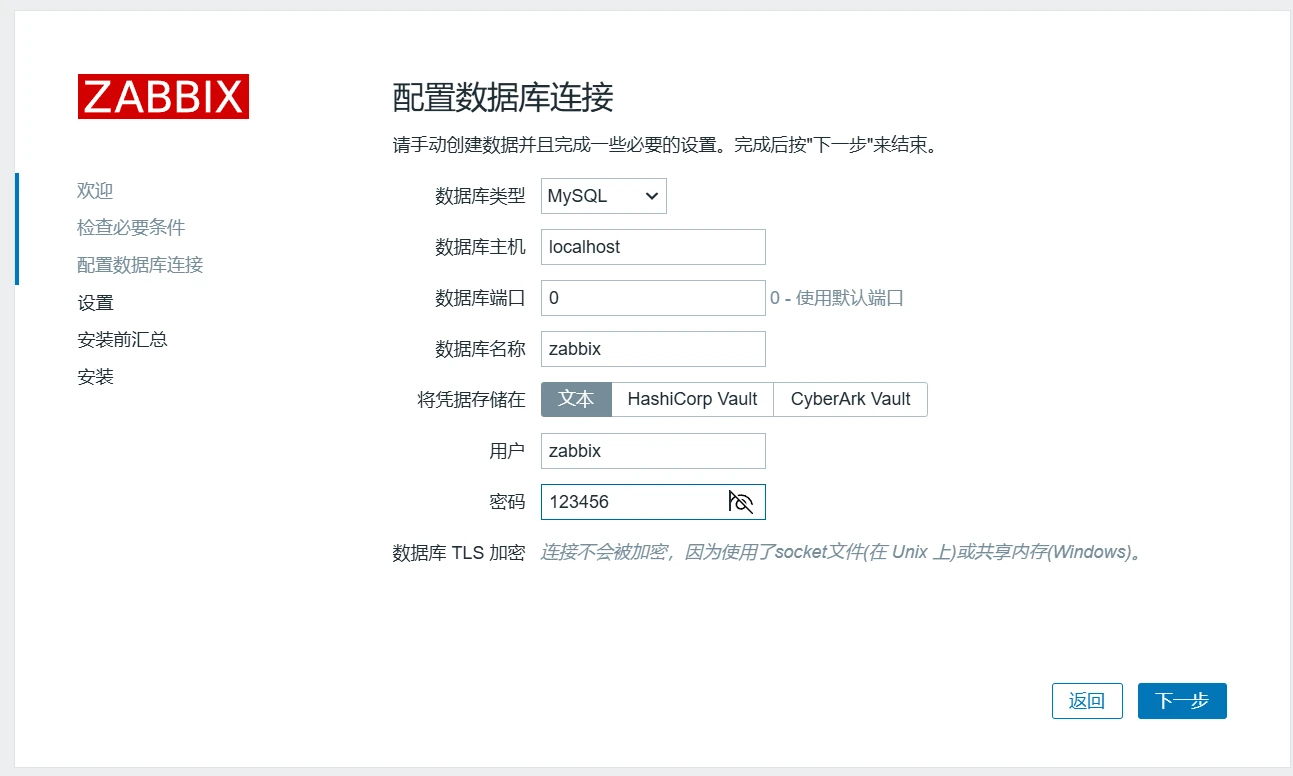 ZABBIX
欢迎
检查必要条件
配置数据库连接
设置
安装前汇总
安装
配置数据库连接
请手动创建数据并且完成一些必要的设置。完成后按"下一步"来结束。
数据库类型 MySQL
数据库主机 localhost
数据库端口 0 0 - 使用默认端口
数据库名称 zabbix
将凭据存储在 文本 HashiCorp Vault CyberArk Vault
用户 zabbix
密码 123456
数据库 TLS 加密 连接不会被加密，因为使用了socket文件(在 Unix 上)或共享内存(Windows)。
返回 下一步